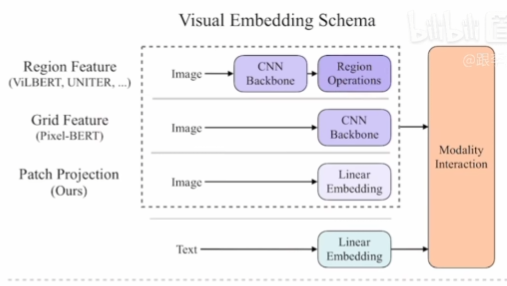 Visual Embedding Schema
bilibili
Region Feature
(ViLBERT, UNITER, ...)
Image
CNN
Backbone
Region
Operations
Grid Feature
(Pixel-BERT)
Image
CNN
Backbone
Modality
Interaction
Patch Projection
(Ours)
Image
Linear
Embedding
Text
Linear
Embedding